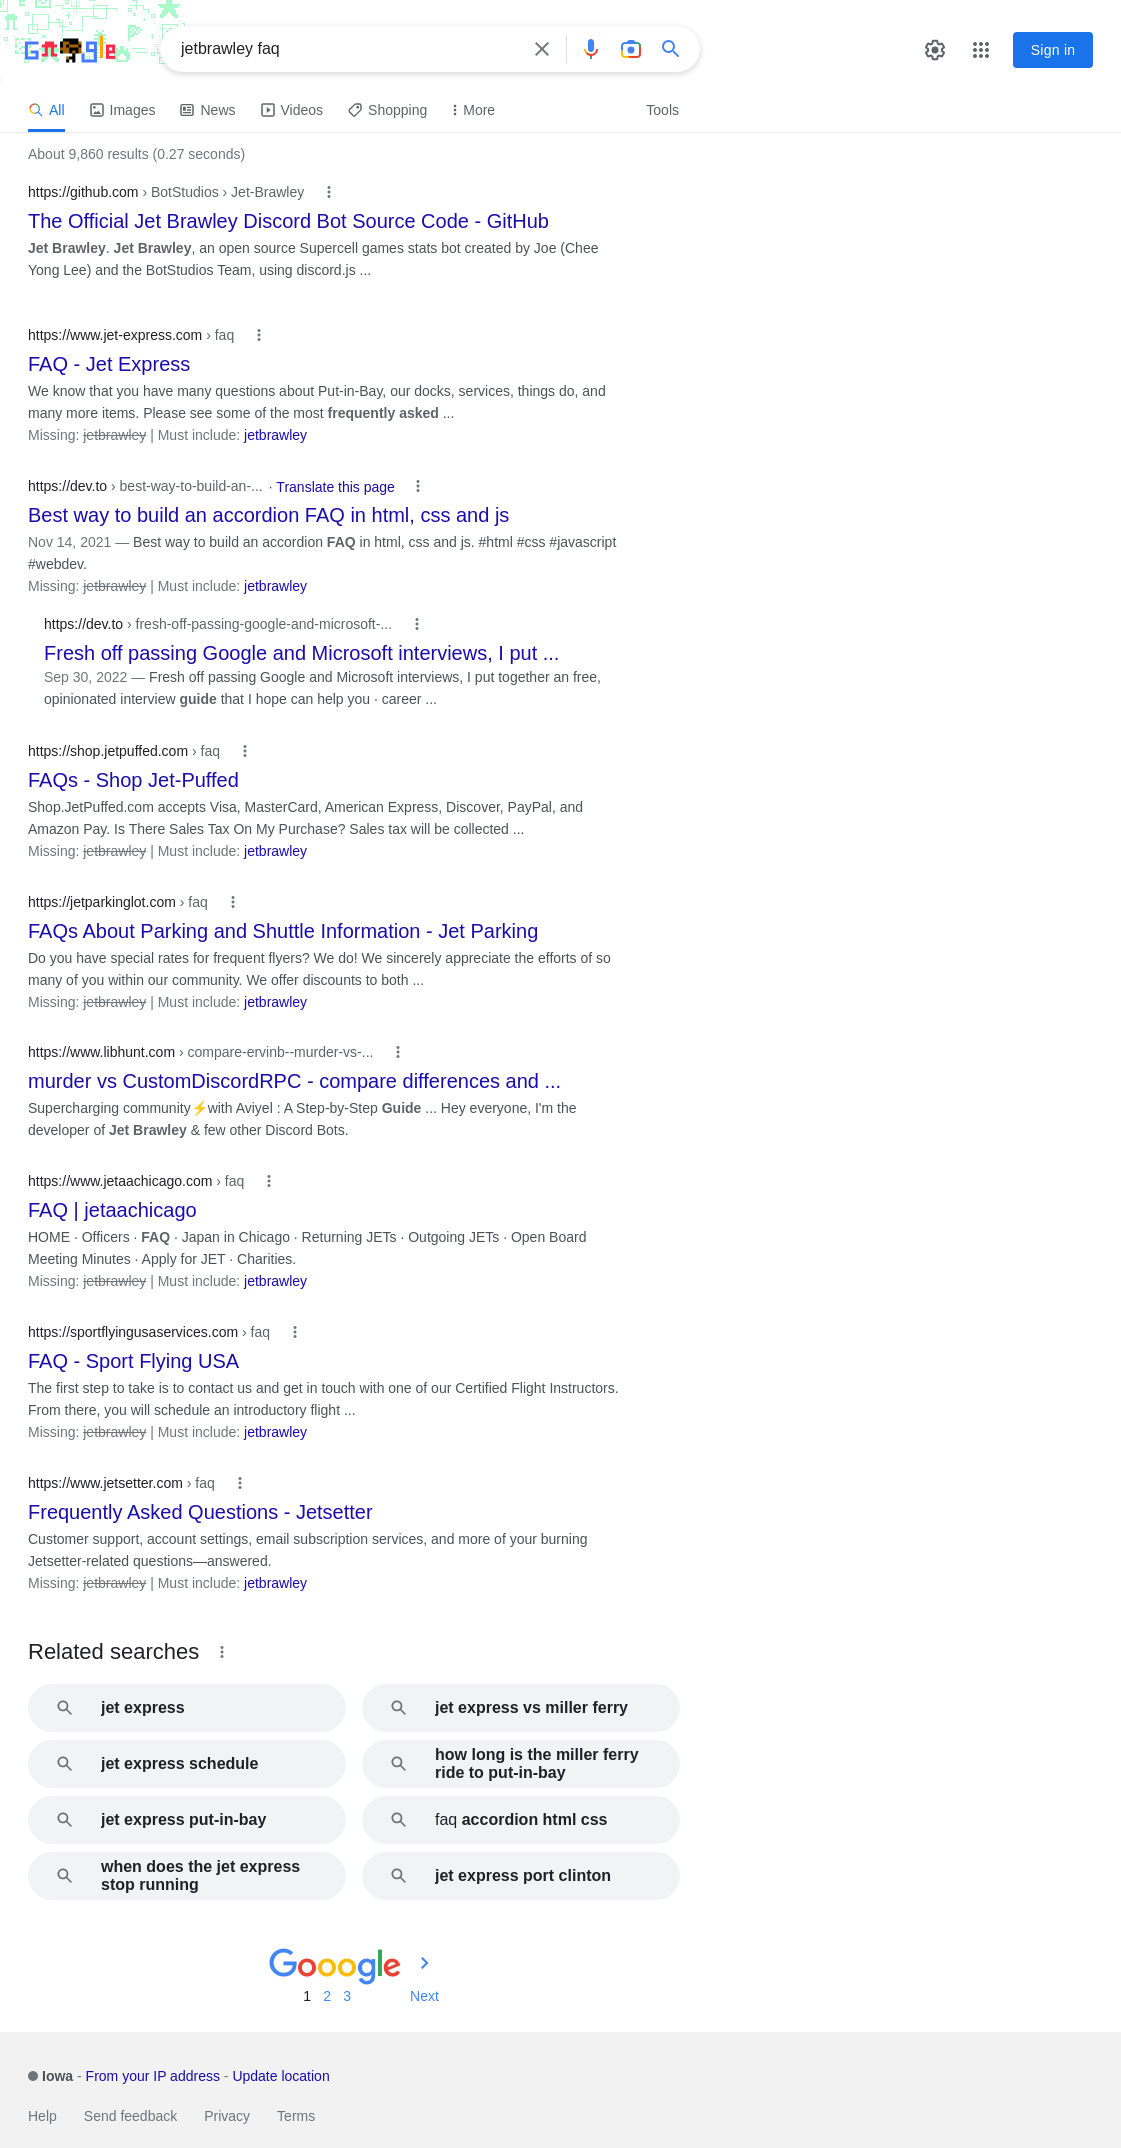 Google
jetbrawley faq
Sign in
All
Images
News
Videos
Shopping
More
Tools
About 9,860 results (0.27 seconds)
https://github.com › BotStudios › Jet-Brawley
The Official Jet Brawley Discord Bot Source Code - GitHub
Jet Brawley. Jet Brawley, an open source Supercell games stats bot created by Joe (Chee
Yong Lee) and the BotStudios Team, using discord.js ...
https://www.jet-express.com › faq
FAQ - Jet Express
We know that you have many questions about Put-in-Bay, our docks, services, things do, and
many more items. Please see some of the most frequently asked ...
Missing: jetbrawley | Must include: jetbrawley
https://dev.to › best-way-to-build-an-... · Translate this page
Best way to build an accordion FAQ in html, css and js
Nov 14, 2021 — Best way to build an accordion FAQ in html, css and js. #html #css #javascript
#webdev.
Missing: jetbrawley | Must include: jetbrawley
https://dev.to › fresh-off-passing-google-and-microsoft-...
Fresh off passing Google and Microsoft interviews, I put ...
Sep 30, 2022 — Fresh off passing Google and Microsoft interviews, I put together an free,
opinionated interview guide that I hope can help you · career ...
https://shop.jetpuffed.com › faq
FAQs - Shop Jet-Puffed
Shop.JetPuffed.com accepts Visa, MasterCard, American Express, Discover, PayPal, and
Amazon Pay. Is There Sales Tax On My Purchase? Sales tax will be collected ...
Missing: jetbrawley | Must include: jetbrawley
https://jetparkinglot.com › faq
FAQs About Parking and Shuttle Information - Jet Parking
Do you have special rates for frequent flyers? We do! We sincerely appreciate the efforts of so
many of you within our community. We offer discounts to both ...
Missing: jetbrawley | Must include: jetbrawley
https://www.libhunt.com › compare-ervinb--murder-vs-...
murder vs CustomDiscordRPC - compare differences and ...
Supercharging community⚡with Aviyel : A Step-by-Step Guide ... Hey everyone, I'm the
developer of Jet Brawley & few other Discord Bots.
https://www.jetaachicago.com › faq
FAQ | jetaachicago
HOME · Officers · FAQ · Japan in Chicago · Returning JETs · Outgoing JETs · Open Board
Meeting Minutes · Apply for JET · Charities.
Missing: jetbrawley | Must include: jetbrawley
https://sportflyingusaservices.com › faq
FAQ - Sport Flying USA
The first step to take is to contact us and get in touch with one of our Certified Flight Instructors.
From there, you will schedule an introductory flight ...
Missing: jetbrawley | Must include: jetbrawley
https://www.jetsetter.com › faq
Frequently Asked Questions - Jetsetter
Customer support, account settings, email subscription services, and more of your burning
Jetsetter-related questions—answered.
Missing: jetbrawley | Must include: jetbrawley
Related searches
jet express
jet express vs miller ferry
jet express schedule
how long is the miller ferry
ride to put-in-bay
jet express put-in-bay
faq accordion html css
when does the jet express
stop running
jet express port clinton
Gooogle
1 2 3 Next
Iowa - From your IP address - Update location
Help Send feedback Privacy Terms